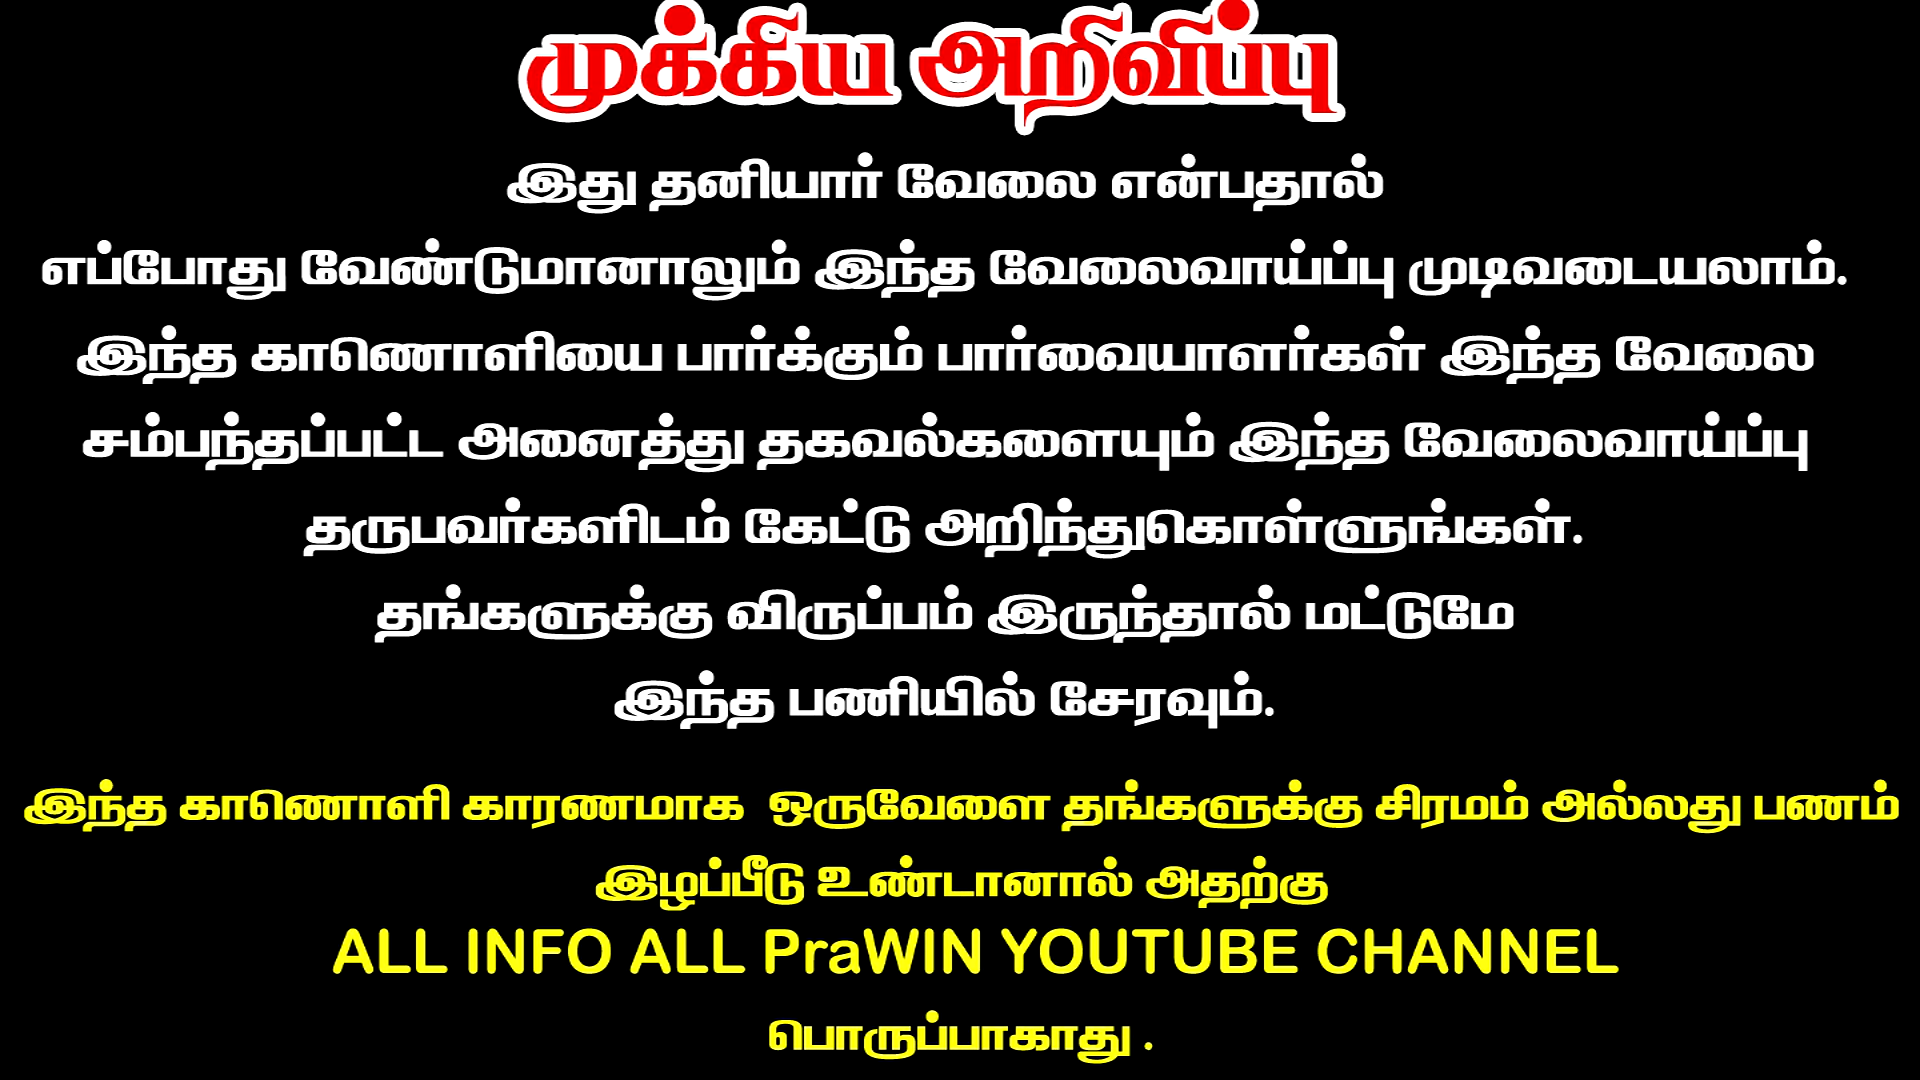 முக்கிய அறிவிப்பு
இது தனியார் வேலை என்பதால்
எப்போது வேண்டுமானாலும் இந்த வேலைவாய்ப்பு முடிவடையலாம்.
இந்த காணொளியை பார்க்கும் பார்வையாளர்கள் இந்த வேலை
சம்பந்தப்பட்ட அனைத்து தகவல்களையும் இந்த வேலைவாய்ப்பு
தருபவர்களிடம் கேட்டு அறிந்துகொள்ளுங்கள்.
தங்களுக்கு விருப்பம் இருந்தால் மட்டுமே
இந்த பணியில் சேரவும்.
இந்த காணொளி காரணமாக ஒருவேளை தங்களுக்கு சிரமம் அல்லது பணம்
இழப்பீடு உண்டானால் அதற்கு
ALL INFO ALL PraWIN YOUTUBE CHANNEL
பொருப்பாகாது .